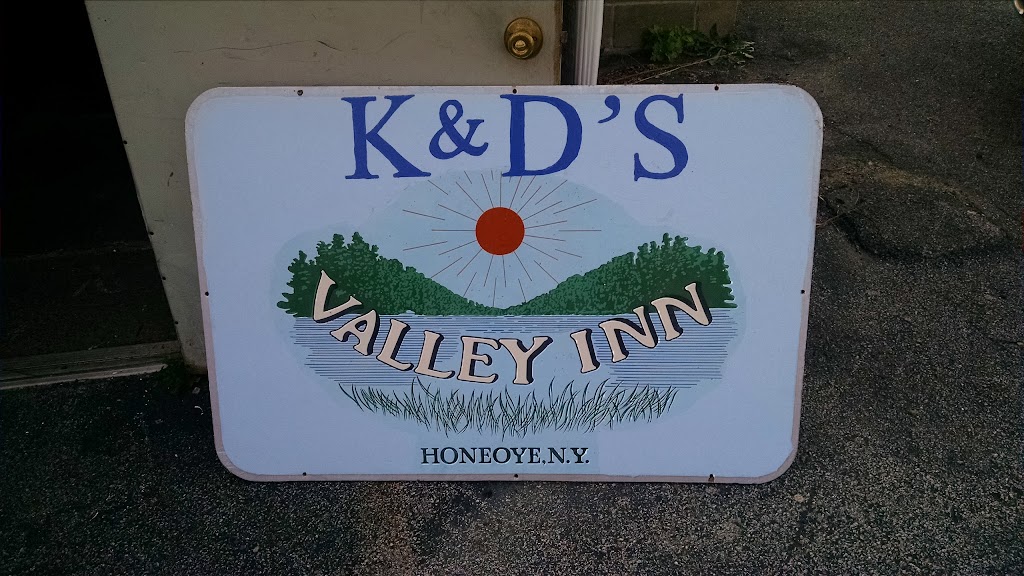 K&D'S
VALLEY INN
HONEOYE, N.Y.